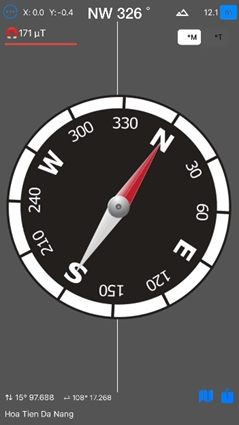 X: 0.0 Y: -0.4 NW 326 ° 12.1 m
171 µT
°M °T
330
N
30
60
E
120
150
S
210
240
W
300
15° 97.688 108° 17.268
Hoa Tien Da Nang